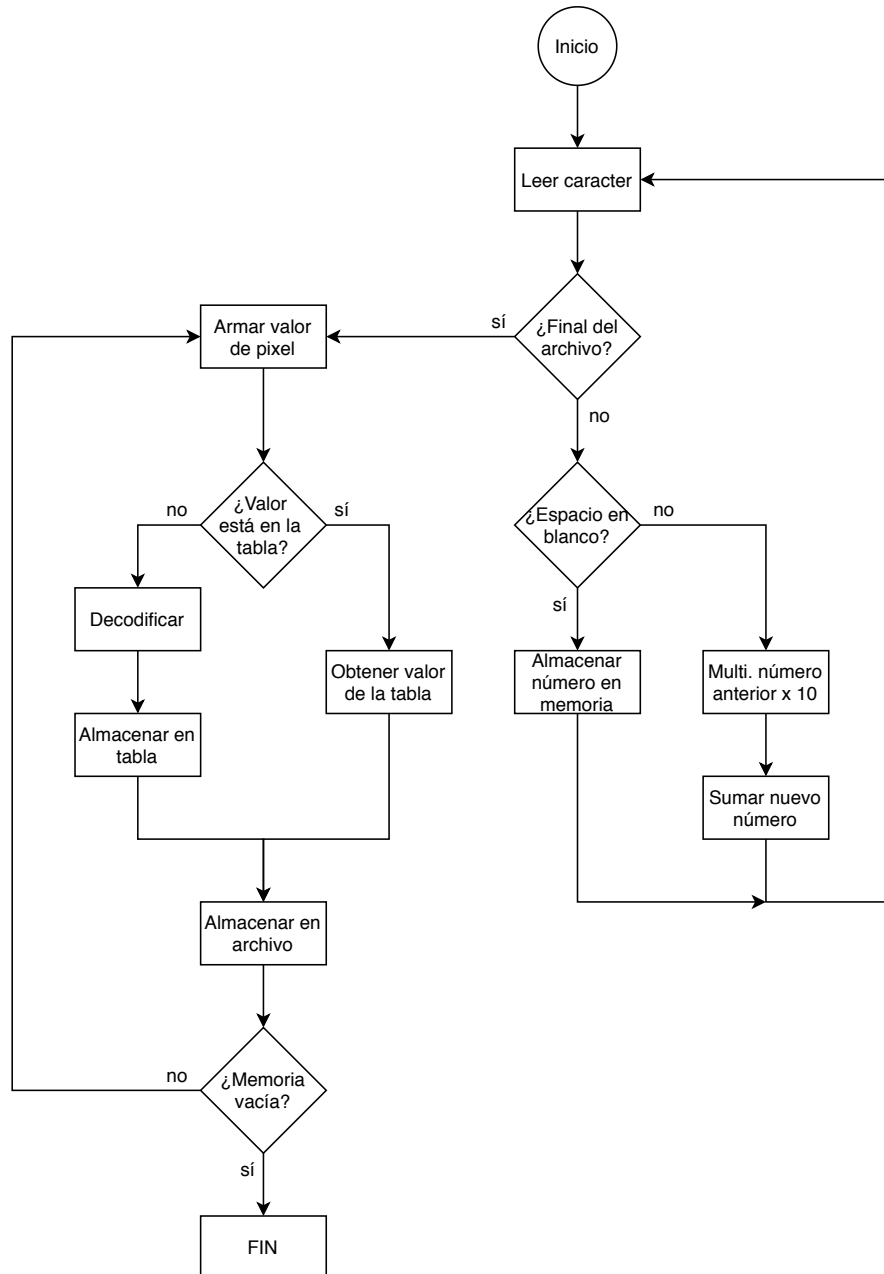 Inicio
Leer caracter
¿Final del
archivo?
sí
no
Armar valor
de pixel
¿Valor
está en la
tabla?
no
sí
Decodificar
Almacenar en
tabla
Obtener valor
de la tabla
¿Espacio en
blanco?
no
sí
Almacenar
número en
memoria
Multi. número
anterior x 10
Sumar nuevo
número
Almacenar en
archivo
¿Memoria
vacía?
no
sí
FIN